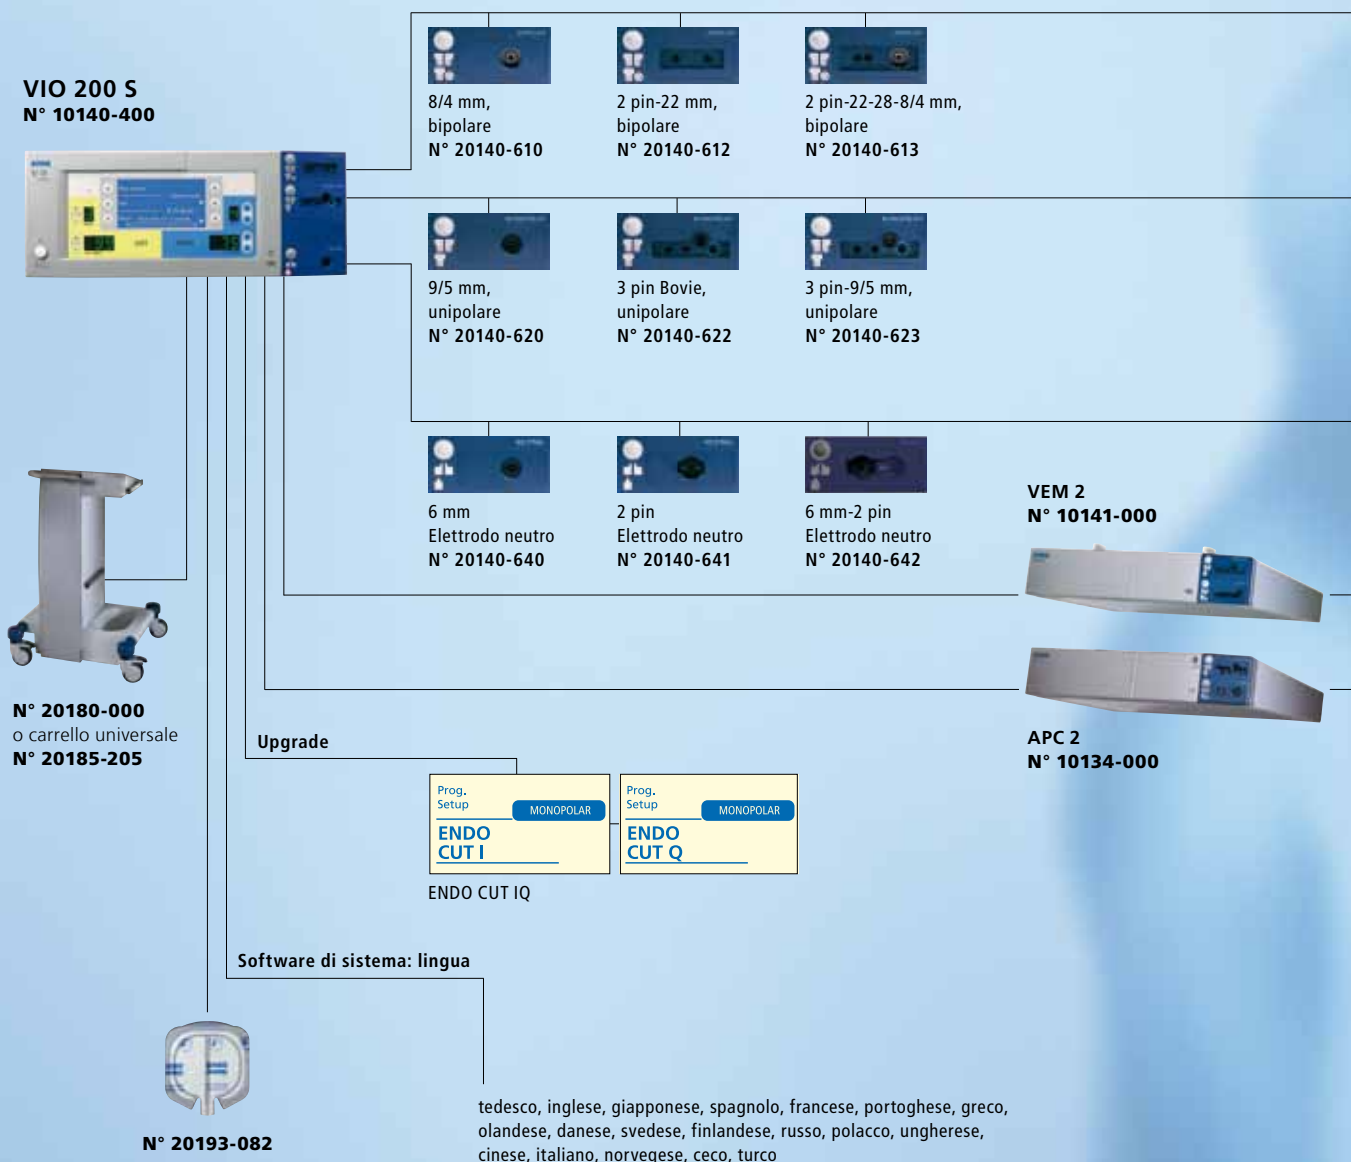 VIO 200 S
N° 10140-400
8/4 mm,
bipolare
N° 20140-610
2 pin-22 mm,
bipolare
N° 20140-612
2 pin-22-28-8/4 mm,
bipolare
N° 20140-613
9/5 mm,
unipolare
N° 20140-620
3 pin Bovie,
unipolare
N° 20140-622
3 pin-9/5 mm,
unipolare
N° 20140-623
6 mm
Elettrodo neutro
N° 20140-640
2 pin
Elettrodo neutro
N° 20140-641
6 mm-2 pin
Elettrodo neutro
N° 20140-642
VEM 2
N° 10141-000
APC 2
N° 10134-000
N° 20180-000
o carrello universale
N° 20185-205
Upgrade
Prog.
Setup
MONOPOLAR
ENDO
CUT I
Prog.
Setup
MONOPOLAR
ENDO
CUT Q
ENDO CUT IQ
Software di sistema: lingua
N° 20193-082
tedesco, inglese, giapponese, spagnolo, francese, portoghese, greco,
olandese, danese, svedese, finlandese, russo, polacco, ungherese,
cinese, italiano, norvegese, ceco, turco